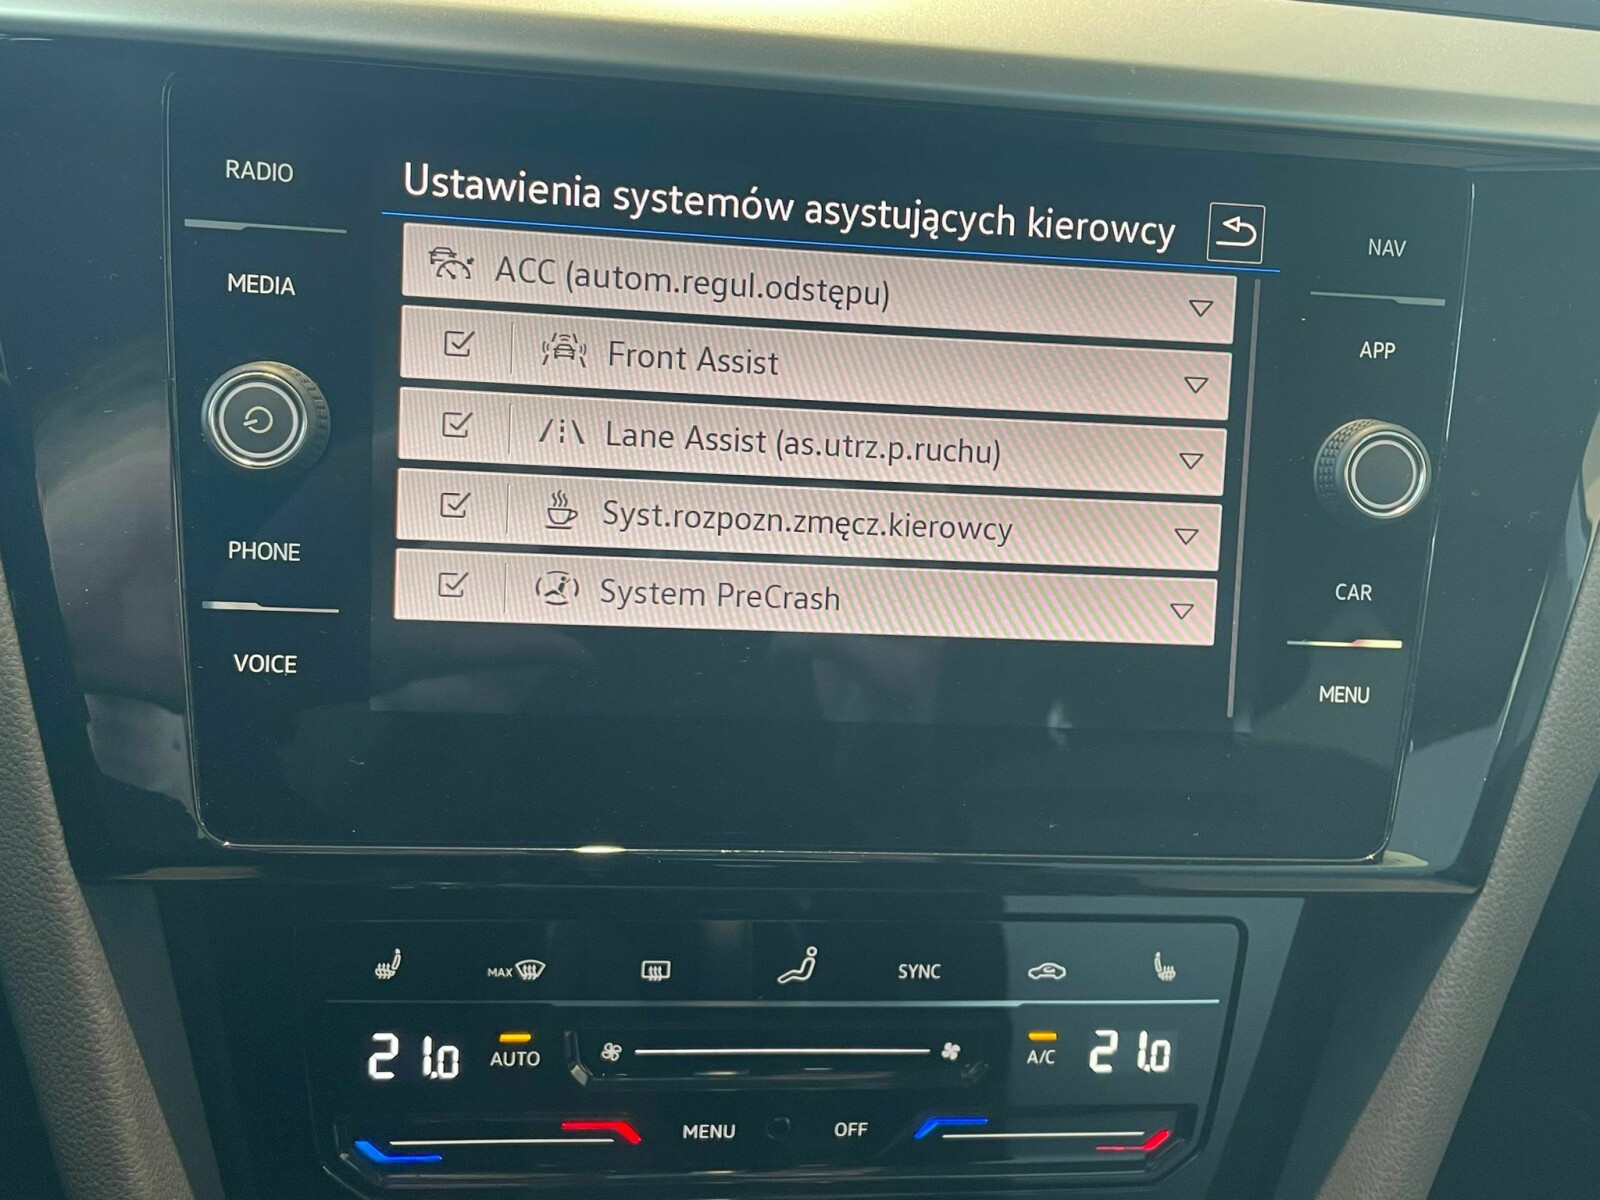 RADIO
MEDIA
PHONE
VOICE
Ustawienia systemów asystujących kierowcy
ACC (autom.regul.odstępu)
Front Assist
Lane Assist (as.utrz.p.ruchu)
Syst.rozpozn.zmęcz.kierowcy
System PreCrash
NAV
APP
CAR
MENU
MAX
SYNC
21.0
AUTO
A/C
21.0
MENU
OFF